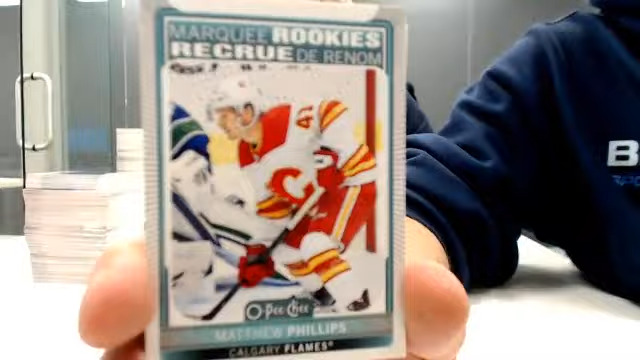 MARQUEE ROOKIES
RECRUE DE RENOM
O-Pee-Chee
MATTHEW PHILLIPS
CALGARY FLAMES